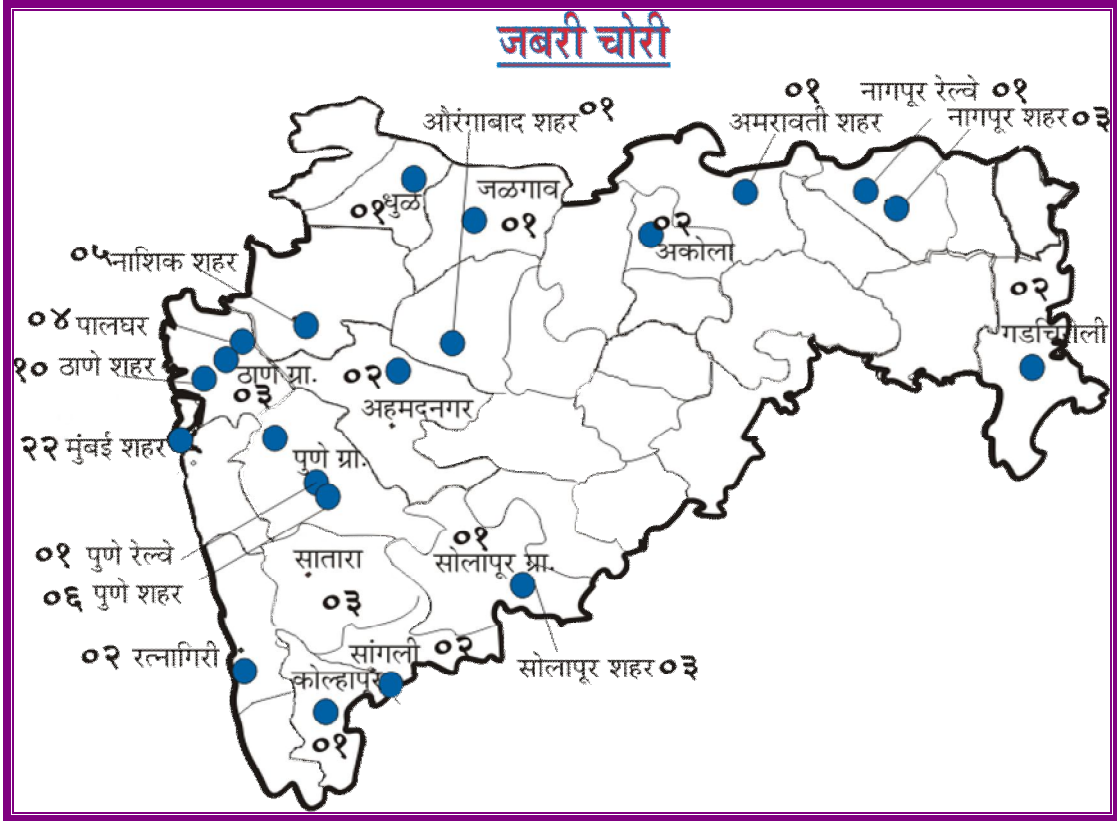 जबरी चोरी
औरंगाबाद शहर ०१
०१
अमरावती शहर
नागपूर रेल्वे ०१
नागपूर शहर ०३
धुळे
०१
जळगाव
०१
०२
अकोला
०५ नाशिक शहर
०२
गडचिरोली
०४ पालघर
१० ठाणे शहर
ठाणे ग्रा.
०३
०२
अहमदनगर
२२ मुंबई शहर
पुणे ग्रा.
०१ पुणे रेल्वे
०६ पुणे शहर
सातारा
०३
०१
सोलापूर ग्रा.
०२ रत्नागिरी
सांगली ०२
सोलापूर शहर ०३
कोल्हापूर
०१